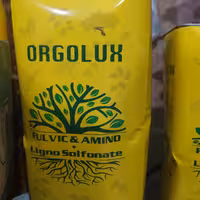 ORGOLUX
FULVIC & AMINO
+
Ligno Solfonate